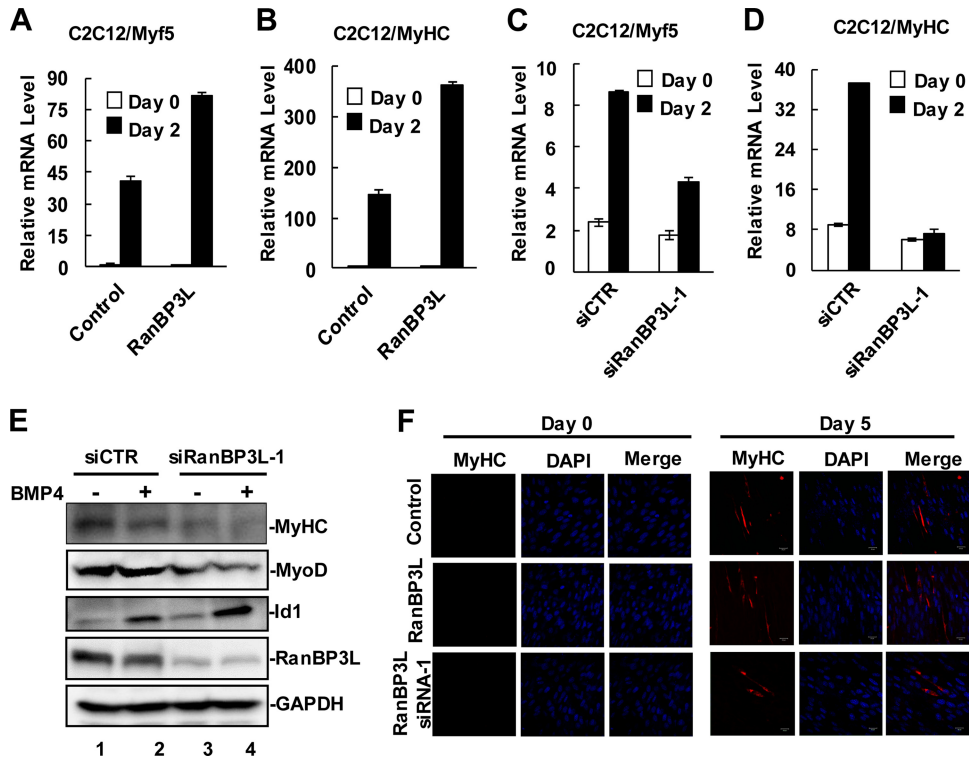 A
C2C12/Myf5
Relative mRNA Level
90
75
60
45
30
15
0
Day 0
Day 2
Control
RanBP3L
B
C2C12/MyHC
Relative mRNA Level
400
300
200
100
0
Day 0
Day 2
Control
RanBP3L
C
C2C12/Myf5
Relative mRNA Level
10
8
6
4
2
0
Day 0
Day 2
siCTR
siRanBP3L-1
D
C2C12/MyHC
Relative mRNA Level
40
32
24
16
8
0
Day 0
Day 2
siCTR
siRanBP3L-1
E
siCTR siRanBP3L-1
BMP4 - + - +
-MyHC
-MyoD
-Id1
-RanBP3L
-GAPDH
1 2 3 4
F
Day 0 Day 5
MyHC DAPI Merge MyHC DAPI Merge
Control
RanBP3L
RanBP3L
siRNA-1